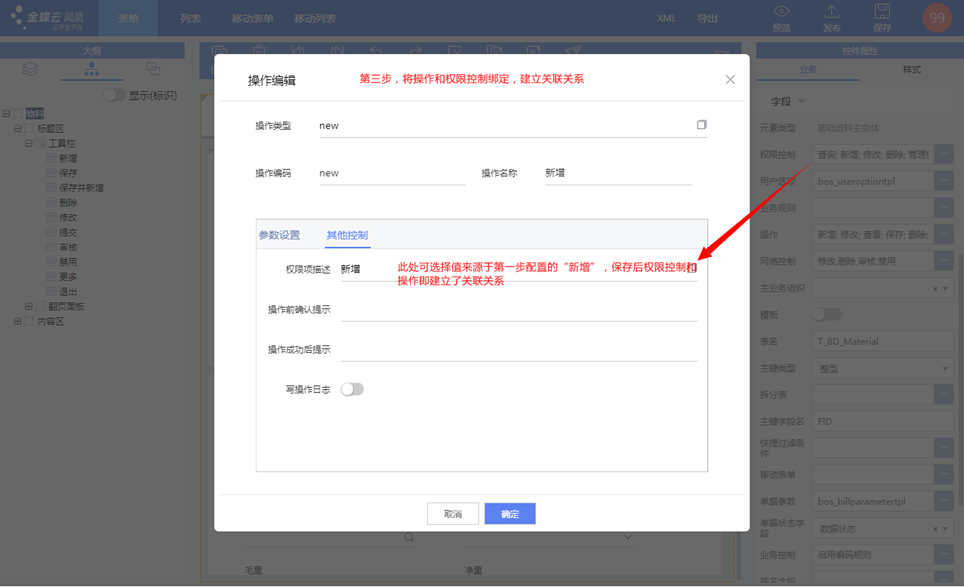 金蝶云 凤凰
云开发平台
表单
列表
移动表单
移动列表
XML
导出
预览
发布
保存
99
大纲
控件属性
业务
样式
显示(标识)
物料
标题区
工具栏
新增
保存
保存并新增
删除
修改
提交
审核
禁用
更多
退出
翻页面板
内容区
操作编辑
第三步，将操作和权限控制绑定，建立关联关系
操作类型
new
操作编码
new
操作名称
新增
参数设置
其他控制
权限项描述
新增
此处可选择值来源于第一步配置的“新增”，保存后权限控制和
操作即建立了关联关系
操作前确认提示
操作成功后提示
写操作日志
取消
确定
毛重
净重
字段
元素类型
基础资料主实体
权限控制
查询; 新增; 修改; 删除; 管理
用户选项
bos_useroptiontpl
业务规则
操作
新增; 修改; 查看; 保存; 删除;
网络控制
修改,删除,审核,禁用
主业务组织
模板
表名
T_BD_Material
主键类型
整型
拆分表
主键字段名
FID
快捷过滤条
件
移动表单
单据参数
bos_billparametertpl
单据状态字
段
数据状态
业务控制
启用编码规则
签名字段